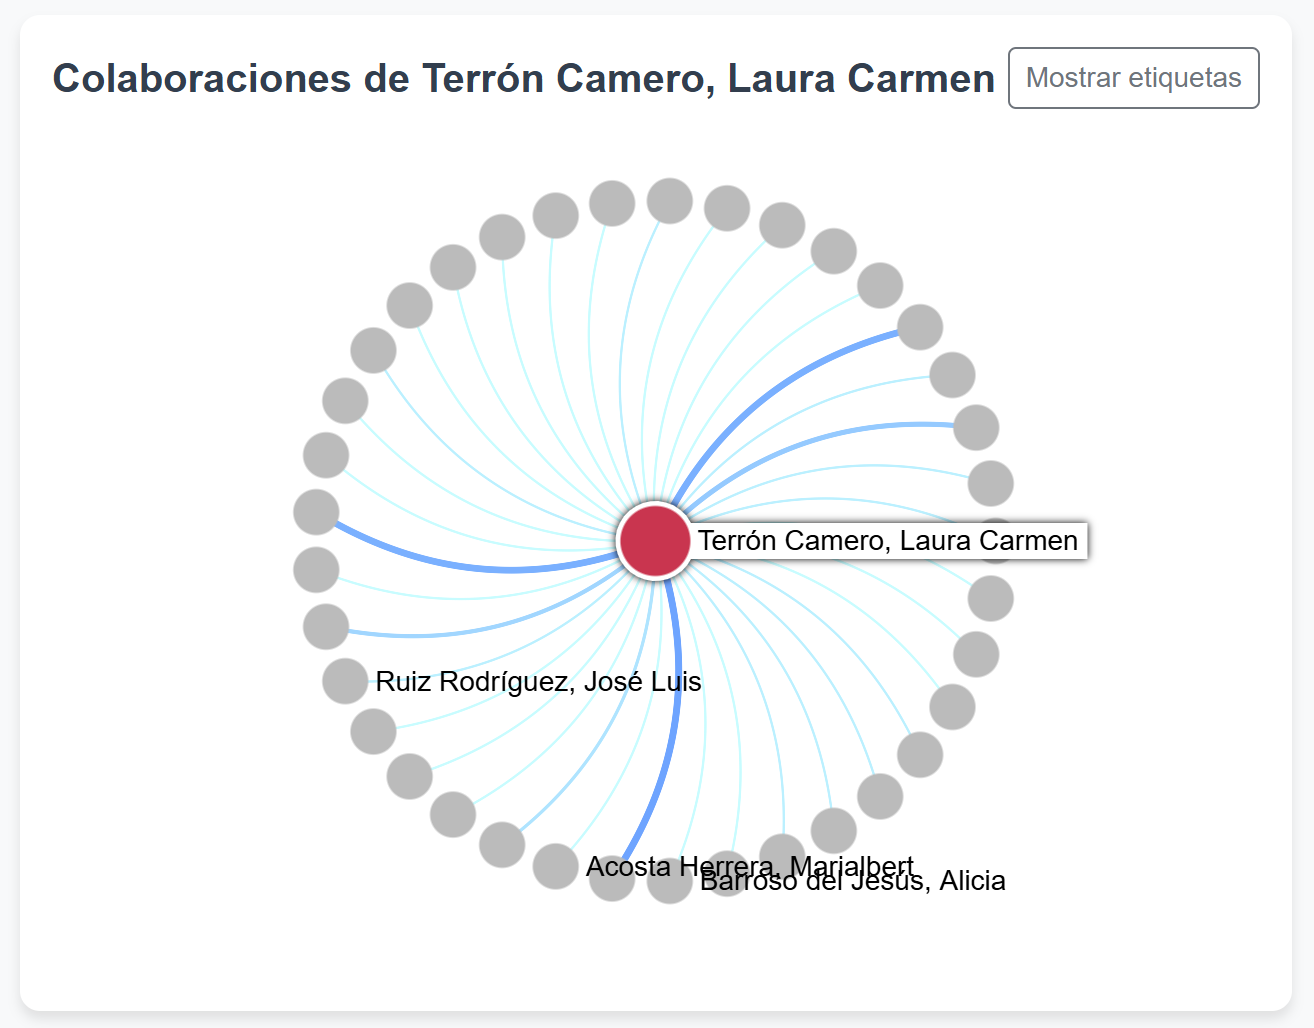 Colaboraciones de Terrón Camero, Laura Carmen
Mostrar etiquetas
Terrón Camero, Laura Carmen
Ruiz Rodríguez, José Luis
Acosta Herrera, Marialbert
Barroso del Jesús, Alicia